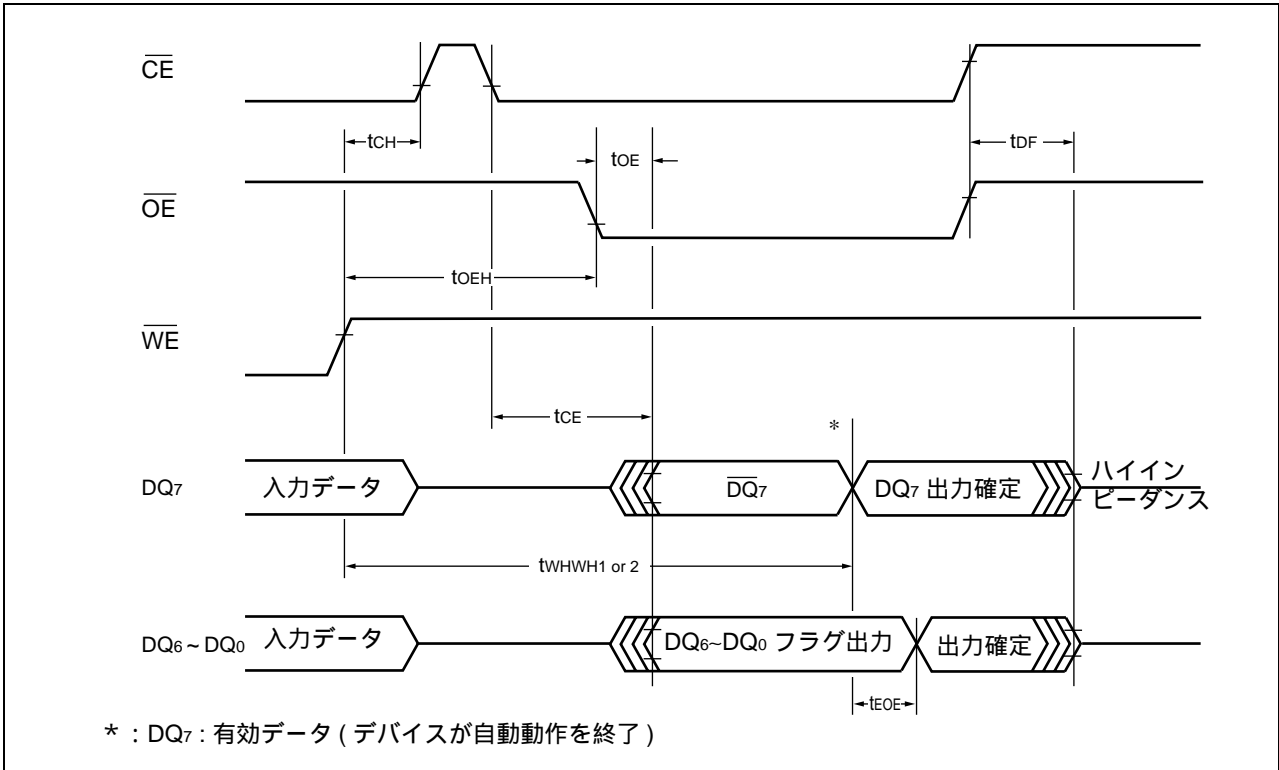 CE
tCH
tOE
tDF
OE
tOEH
WE
tCE
*
DQ7
入力データ
DQ7
DQ7 出力確定
ハイイン
ピーダンス
tWHWH1 or 2
DQ6～DQ0
入力データ
DQ6~DQ0 フラグ出力
出力確定
tEOE
* : DQ7 : 有効データ ( デバイスが自動動作を終了 )